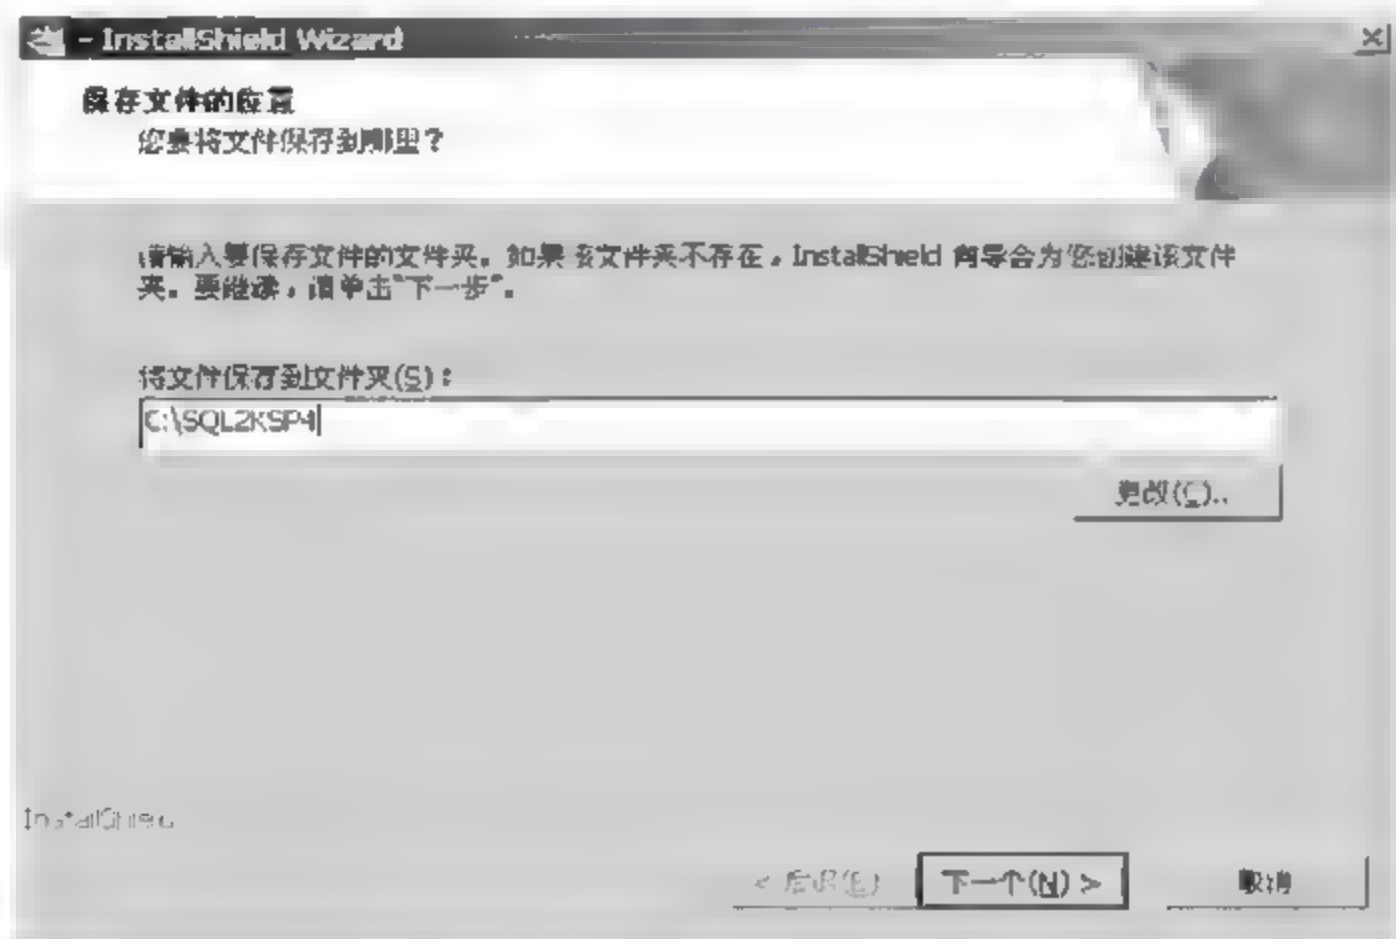 - InstallShield Wizard
保存文件的位置
您要将文件保存到哪里?
请输入要保存文件的文件夹。如果该文件夹不存在,InstallShield 向导会为您创建该文件
夹。要继续,请单击"下一步"。
将文件保存到文件夹(S):
C:\SQL2KSP4
更改(C)..
InstallShield
< 后退(B)
下一个(N) >
取消